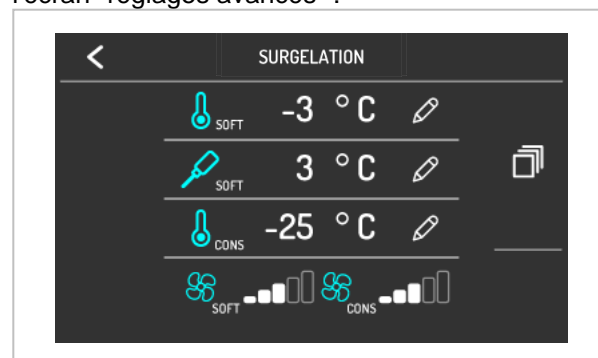 l'écran "réglages avancés" :
SURGELATION
SOFT -3 °C
SOFT 3 °C
CONS -25 °C
SOFT CONS